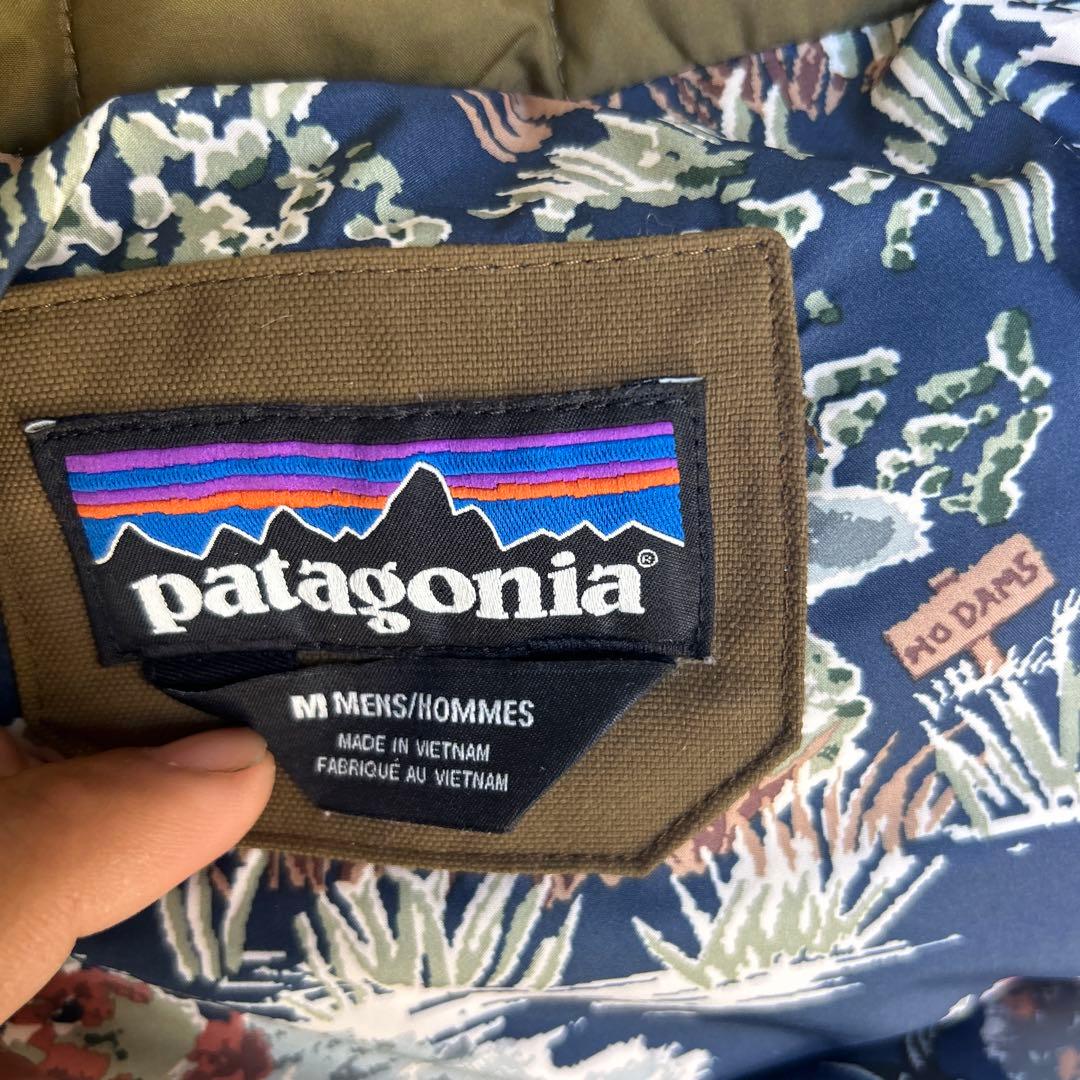 patagonia®
M MENS/HOMMES
MADE IN VIETNAM
FABRIQUÉ AU VIETNAM
NO DAMS